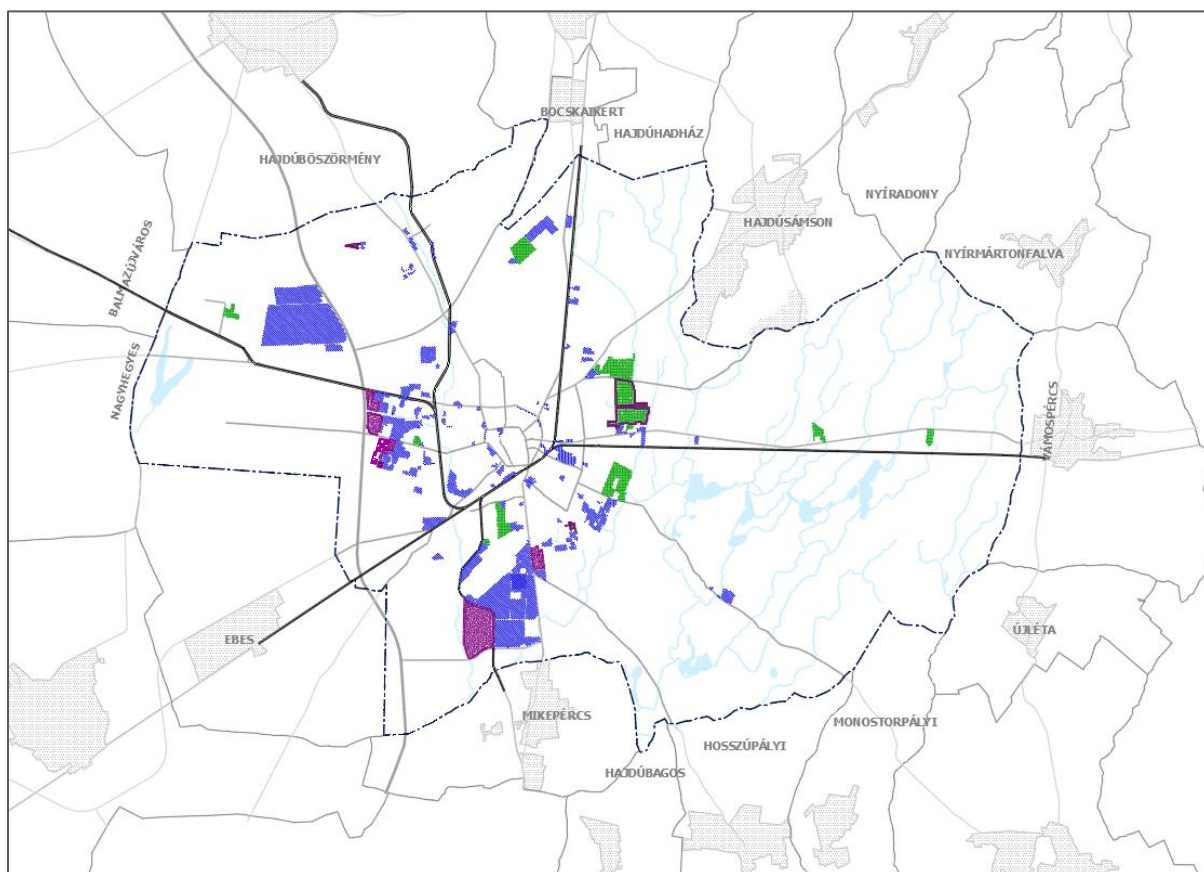 BOCSKAIKERT
HAJDÚHADHÁZ
HAJDÚBÖSZÖRMÉNY
NYÍRADONY
HAJDÚSÁMSON
BALMAZÚJVÁROS
NYÍRMÁRTONFALVA
NAGYHEGYES
VÁMOSPÉRCS
EBES
ÚJLÉTA
MIKEPÉRCS
MONOSTORPÁLYI
HOSSZÚPÁLYI
HAJDÚBAGOS